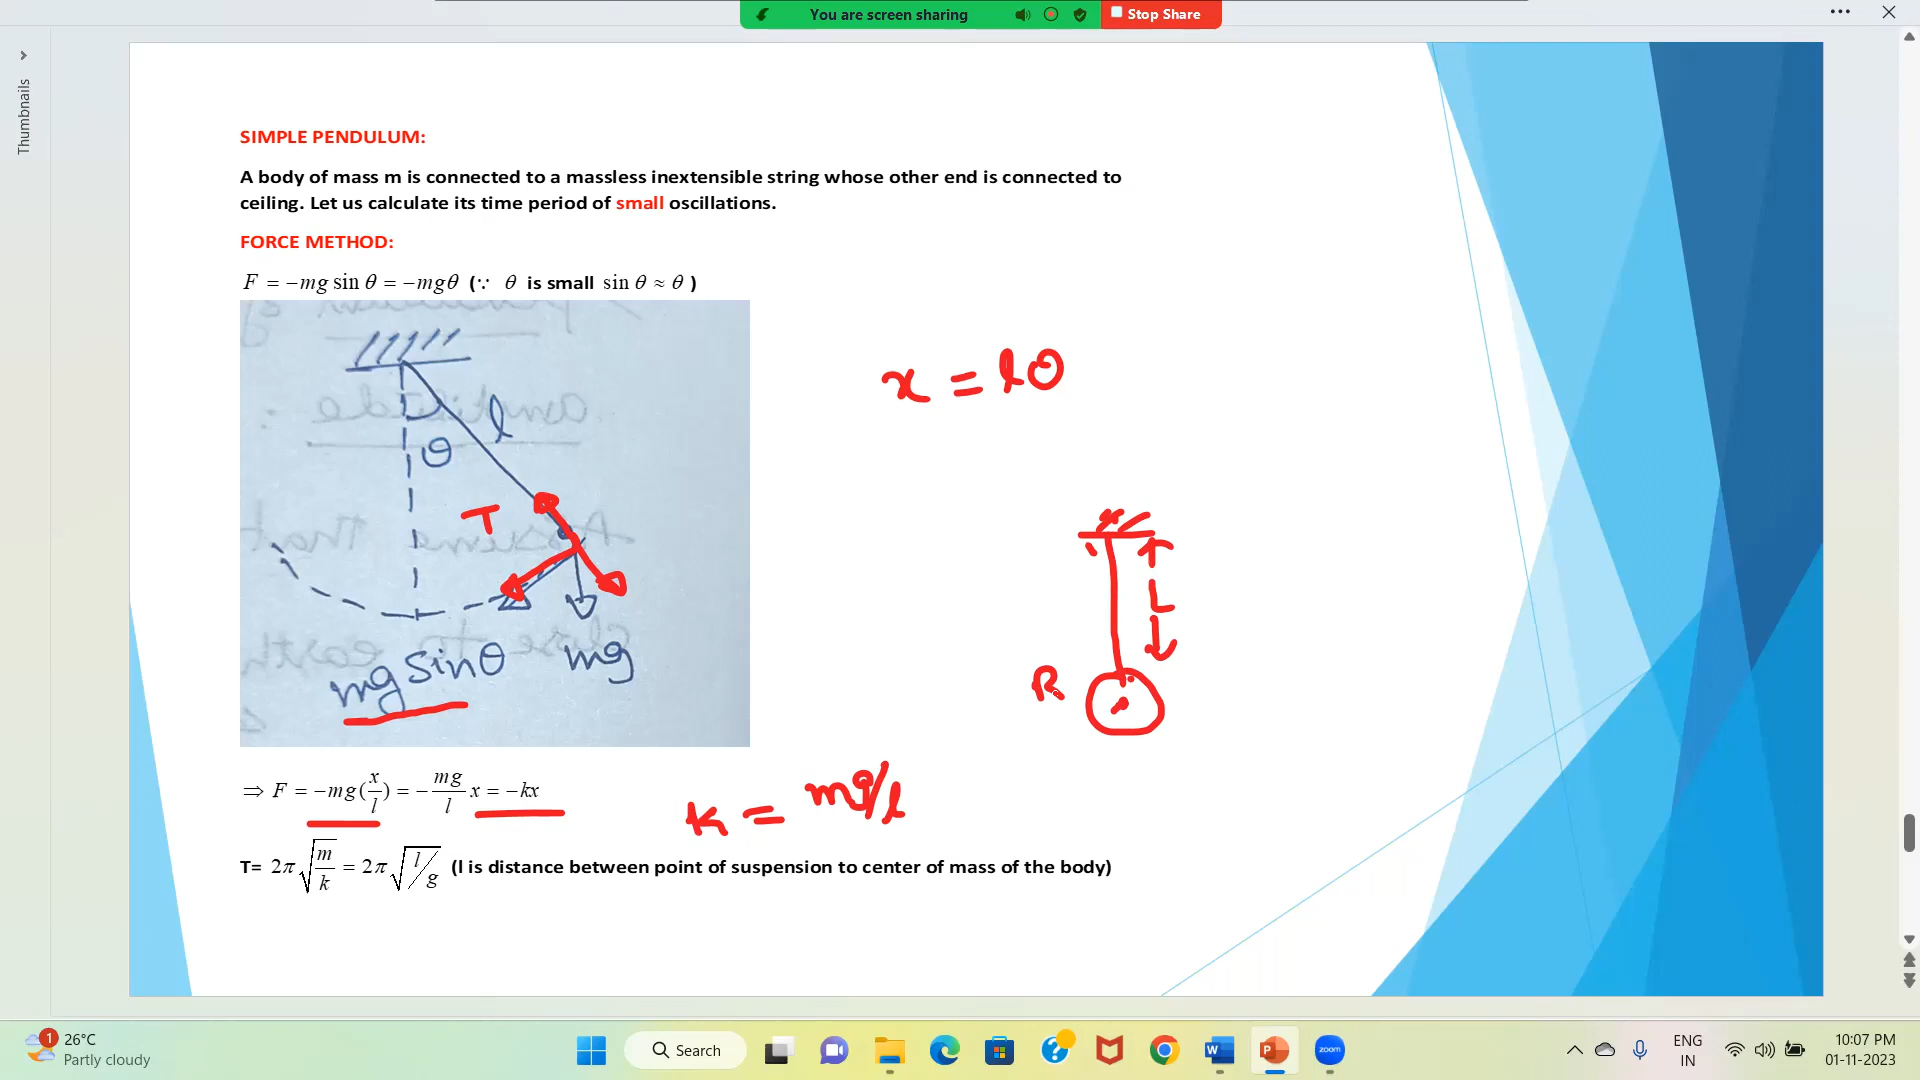 You are screen sharing
Stop Share
Thumbnails
SIMPLE PENDULUM:
A body of mass m is connected to a massless inextensible string whose other end is connected to
ceiling. Let us calculate its time period of small oscillations.
FORCE METHOD:
F = −mg sin θ = −mgθ (∵ θ is small sin θ ≈ θ )
x = lθ
l
θ
T
mg sinθ
mg
L
R
⇒ F = −mg(x/l) = −mg/l x = −kx
k = mg/l
T= 2π√(m/k) = 2π√(l/g) (l is distance between point of suspension to center of mass of the body)
1
26°C
Partly cloudy
Search
zoom
ENG
IN
10:07 PM
01-11-2023